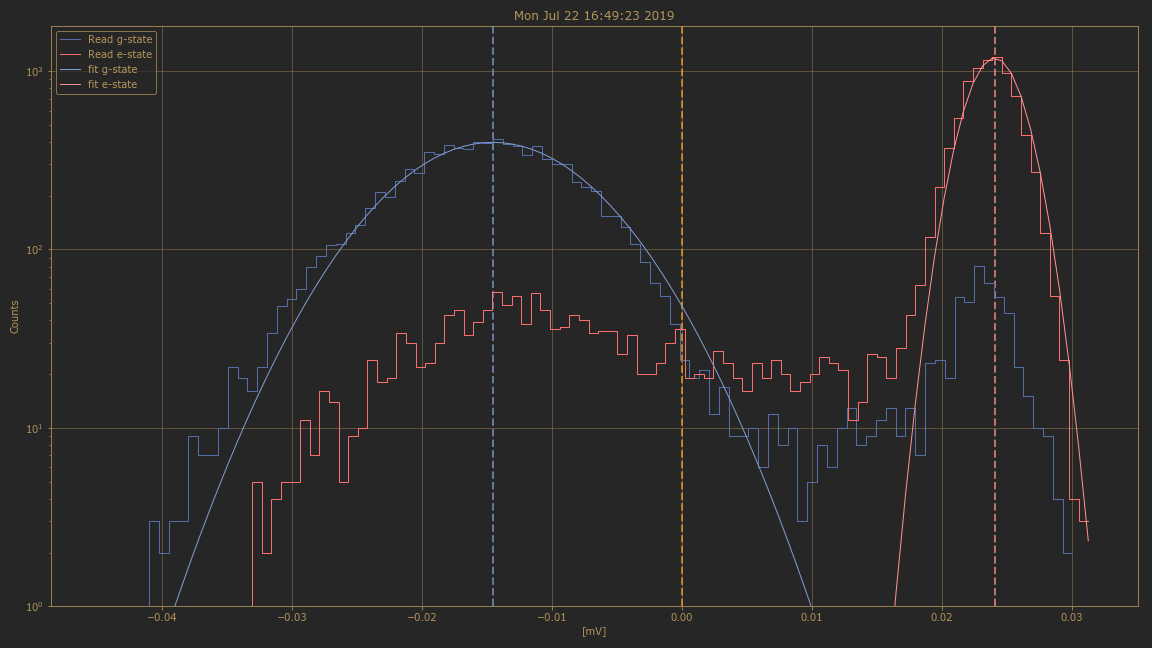 Mon Jul 22 16:49:23 2019
Read g-state
Read e-state
fit g-state
fit e-state
10³
10²
10¹
10⁰
Counts
−0.04 −0.03 −0.02 −0.01 0.00 0.01 0.02 0.03
[mV]